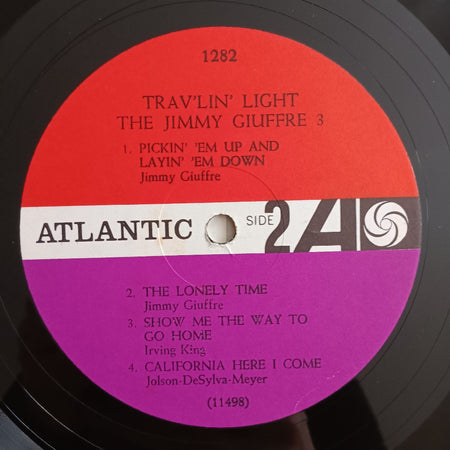 1282
TRAV'LIN' LIGHT
THE JIMMY GIUFFRE 3
1. PICKIN' 'EM UP AND
LAYIN' 'EM DOWN
Jimmy Giuffre
ATLANTIC SIDE 2 A
2. THE LONELY TIME
Jimmy Giuffre
3. SHOW ME THE WAY TO
GO HOME
Irving King
4. CALIFORNIA HERE I COME
Jolson-DeSylva-Meyer
(11498)